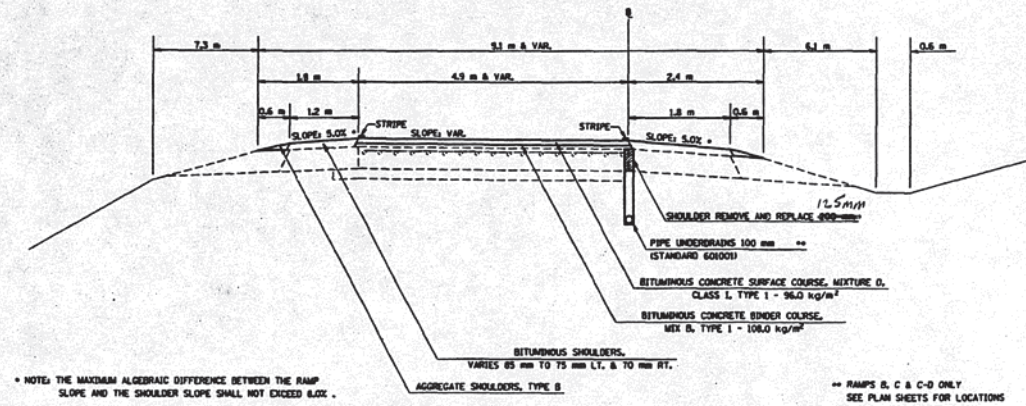 ℄
7.3 m
9.1 m & VAR.
6.1 m
0.6 m
1.8 m
4.9 m & VAR.
2.4 m
0.6 m
1.2 m
1.8 m
0.6 m
STRIPE
STRIPE
SLOPE: 5.0% *
SLOPE: VAR.
SLOPE: 5.0% *
125mm
SHOULDER REMOVE AND REPLACE 200 mm
PIPE UNDERDRAINS 100 mm **
(STANDARD 601001)
BITUMINOUS CONCRETE SURFACE COURSE, MIXTURE D,
CLASS I, TYPE 1 - 96.0 kg/m²
BITUMINOUS CONCRETE BINDER COURSE,
MIX B, TYPE 1 - 108.0 kg/m²
BITUMINOUS SHOULDERS,
VARIES 85 mm TO 75 mm LT. & 70 mm RT.
AGGREGATE SHOULDERS, TYPE B
* NOTE: THE MAXIMUM ALGEBRAIC DIFFERENCE BETWEEN THE RAMP
SLOPE AND THE SHOULDER SLOPE SHALL NOT EXCEED 8.0% .
** RAMPS B, C & C-D ONLY
SEE PLAN SHEETS FOR LOCATIONS